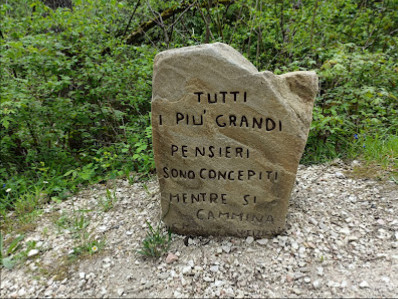 TUTTI
I PIU' GRANDI
PENSIERI
SONO CONCEPITI
MENTRE SI
CAMMINA